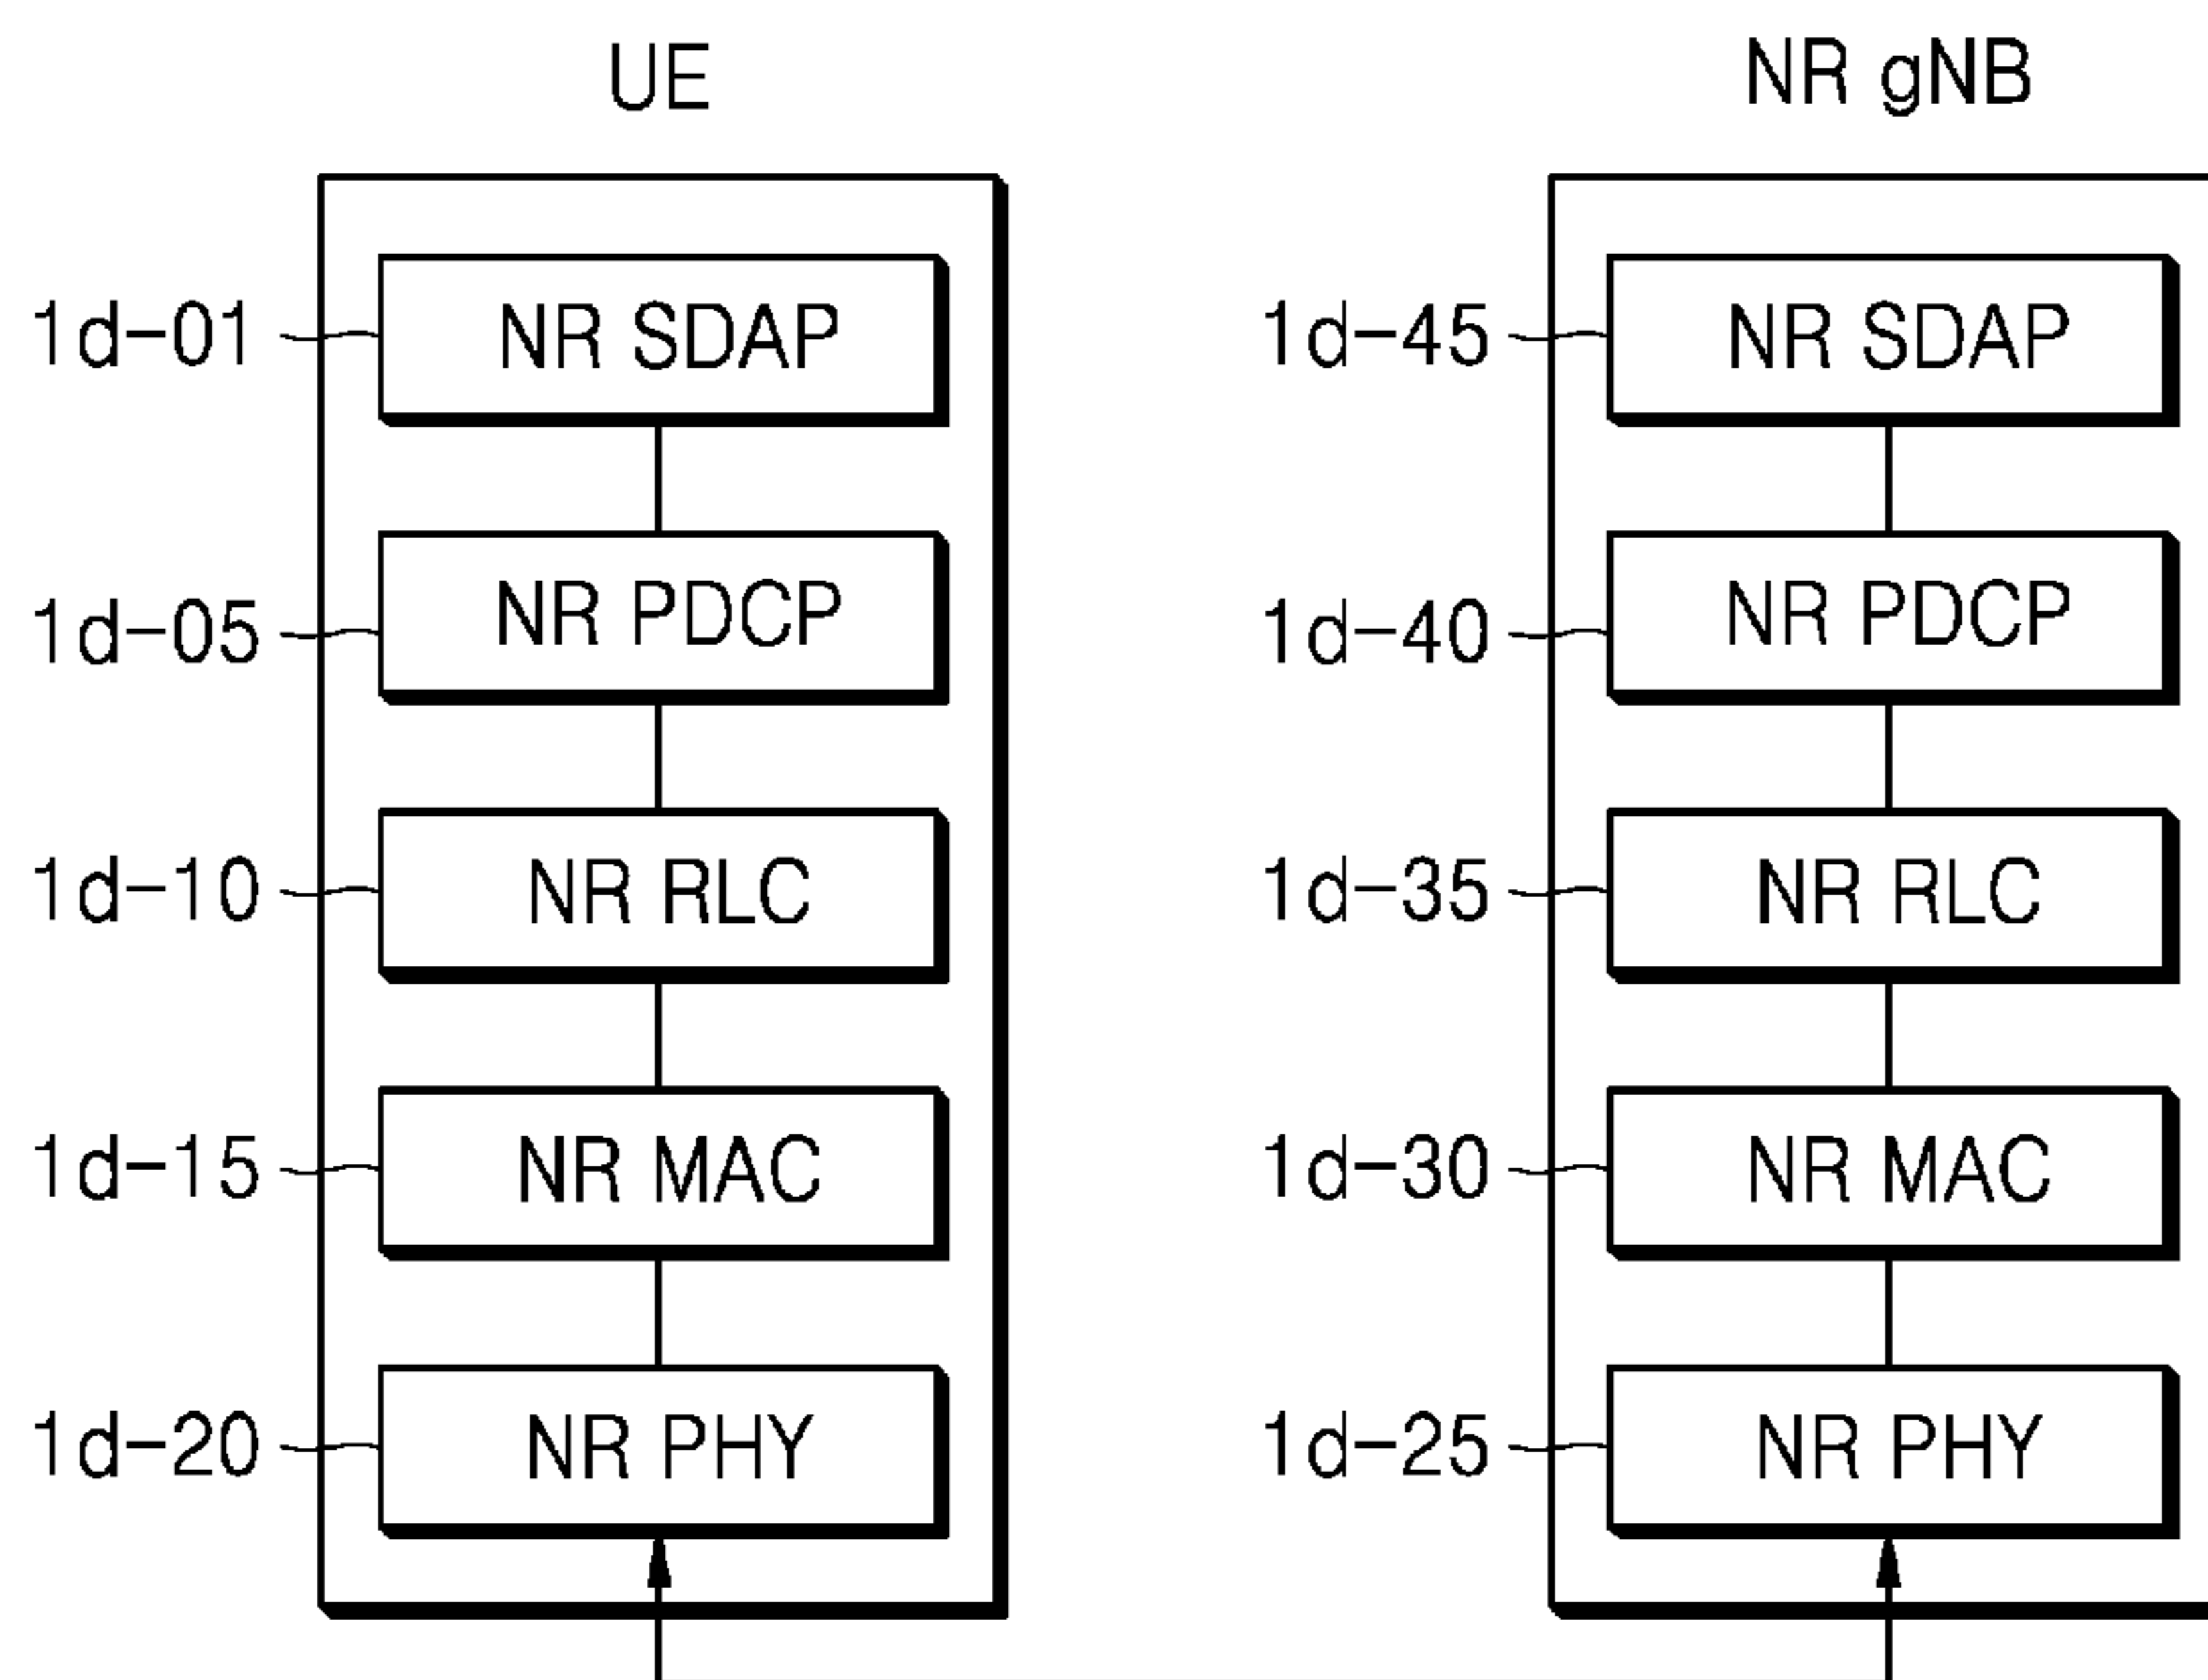 UE NR gNB
1d-01 NR SDAP 1d-45 NR SDAP
1d-05 NR PDCP 1d-40 NR PDCP
1d-10 NR RLC 1d-35 NR RLC
1d-15 NR MAC 1d-30 NR MAC
1d-20 NR PHY 1d-25 NR PHY